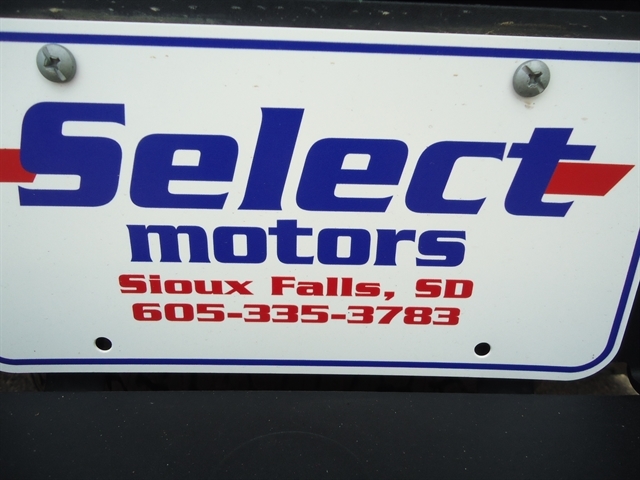 Select
motors
Sioux Falls, SD
605-335-3783